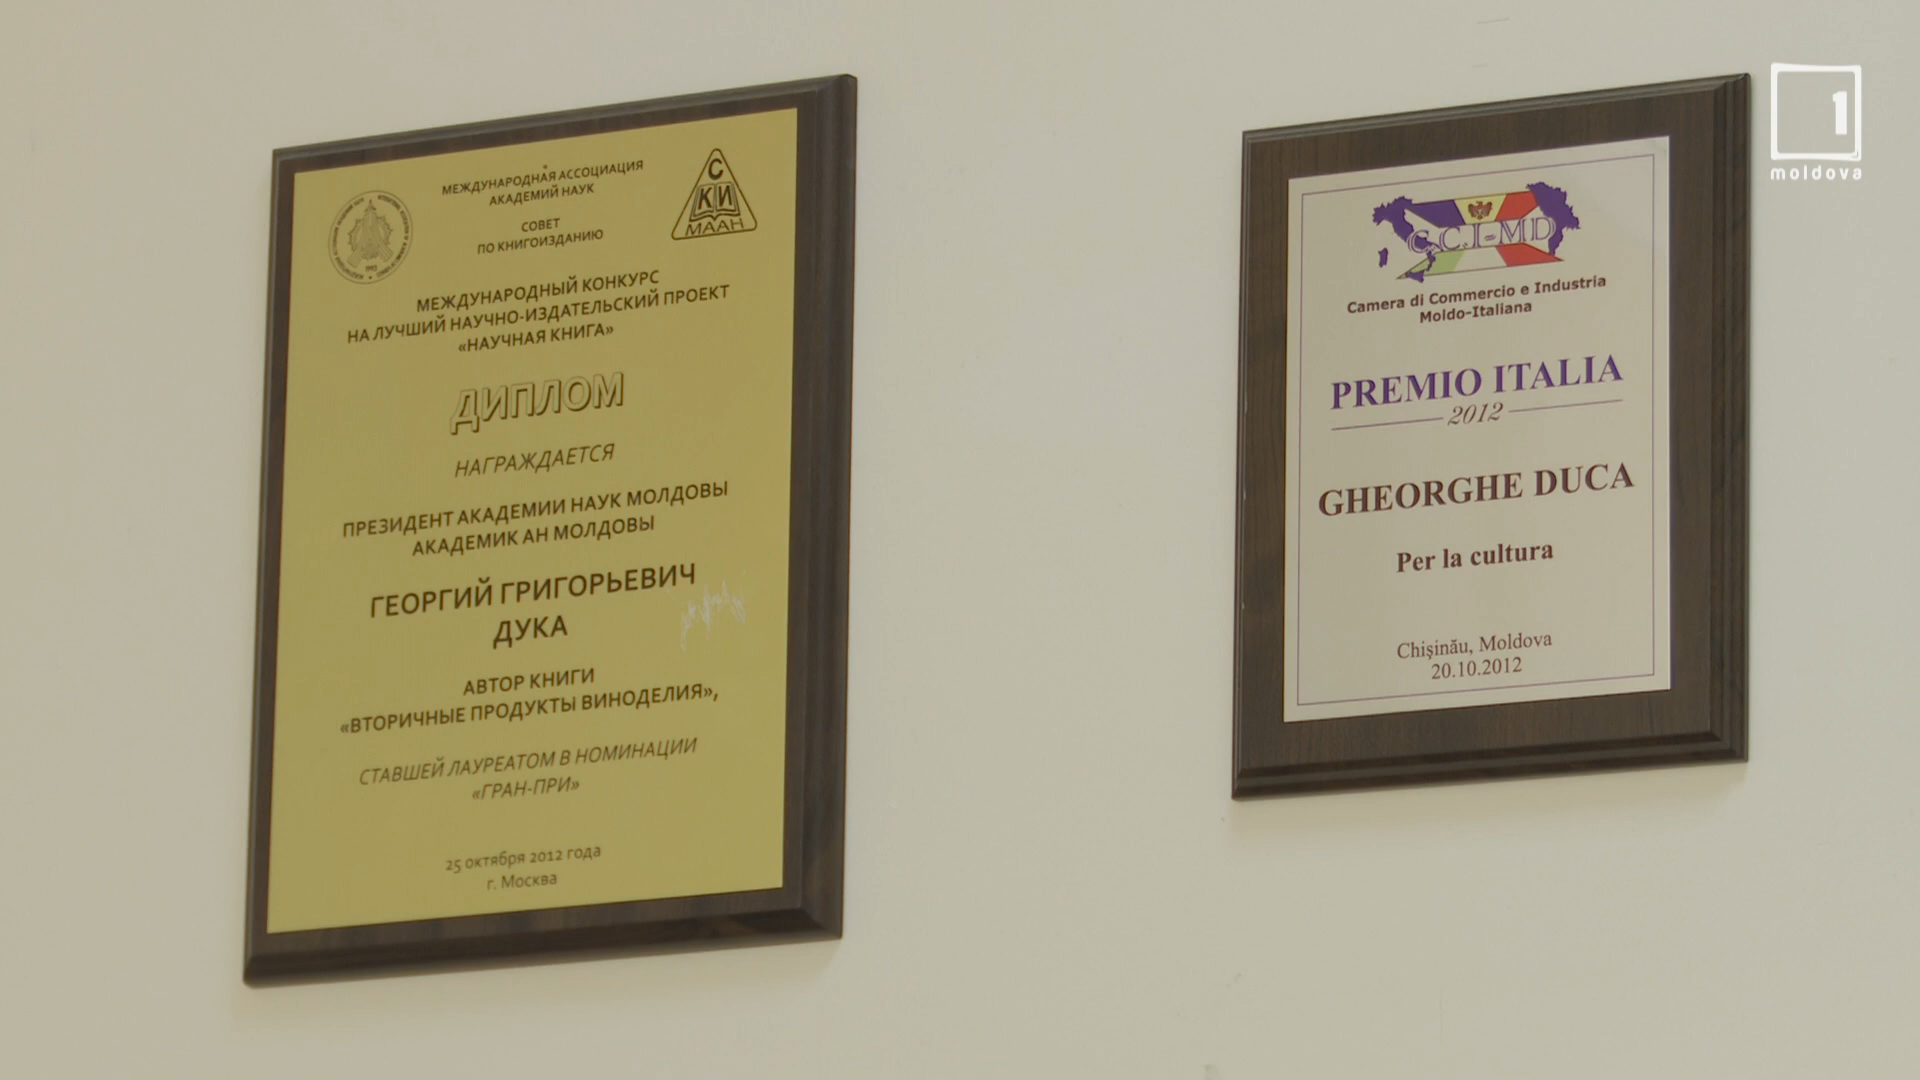 МЕЖДУНАРОДНАЯ АССОЦИАЦИЯ
АКАДЕМИЙ НАУК
СОВЕТ
ПО КНИГОИЗДАНИЮ
С
КИ
МААН
МЕЖДУНАРОДНЫЙ КОНКУРС
НА ЛУЧШИЙ НАУЧНО-ИЗДАТЕЛЬСКИЙ ПРОЕКТ
«НАУЧНАЯ КНИГА»
ДИПЛОМ
НАГРАЖДАЕТСЯ
ПРЕЗИДЕНТ АКАДЕМИИ НАУК МОЛДОВЫ
АКАДЕМИК АН МОЛДОВЫ
ГЕОРГИЙ ГРИГОРЬЕВИЧ
ДУКА
АВТОР КНИГИ
«ВТОРИЧНЫЕ ПРОДУКТЫ ВИНОДЕЛИЯ»,
СТАВШЕЙ ЛАУРЕАТОМ В НОМИНАЦИИ
«ГРАН-ПРИ»
25 октября 2012 года
г. Москва
C.C.I-MD
Camera di Commercio e Industria
Moldo-Italiana
PREMIO ITALIA
2012
GHEORGHE DUCA
Per la cultura
Chişinău, Moldova
20.10.2012
1
moldova